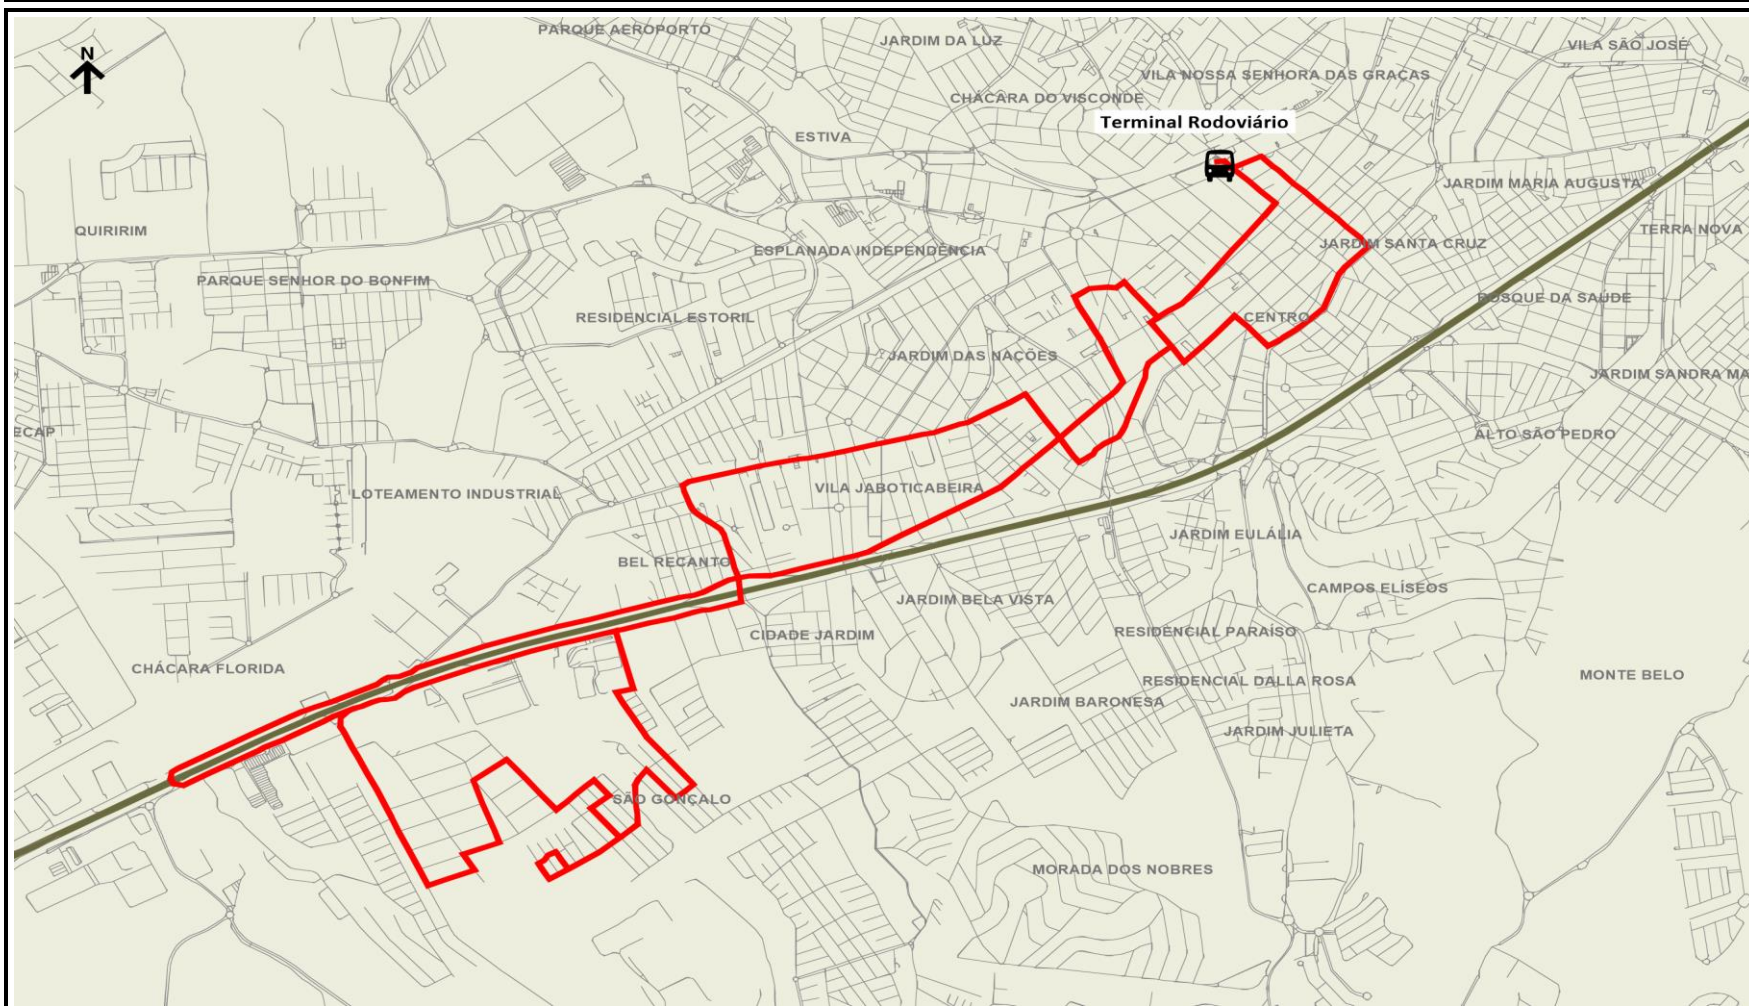 PARQUE AEROPORTO
JARDIM DA LUZ
VILA SÃO JOSÉ
N
VILA NOSSA SENHORA DAS GRAÇAS
CHÁCARA DO VISCONDE
Terminal Rodoviário
ESTIVA
JARDIM MARIA AUGUSTA
QUIRIRIM
TERRA NOVA
ESPLANADA INDEPENDÊNCIA
JARDIM SANTA CRUZ
PARQUE SENHOR DO BONFIM
BOSQUE DA SAÚDE
RESIDENCIAL ESTORIL
CENTRO
JARDIM DAS NAÇÕES
JARDIM SANDRA MA
ECAP
ALTO SÃO PEDRO
LOTEAMENTO INDUSTRIAL
VILA JABOTICABEIRA
JARDIM EULÁLIA
BEL RECANTO
CAMPOS ELÍSEOS
JARDIM BELA VISTA
CIDADE JARDIM
RESIDENCIAL PARAÍSO
CHÁCARA FLORIDA
MONTE BELO
RESIDENCIAL DALLA ROSA
JARDIM BARONESA
JARDIM JULIETA
SÃO GONÇALO
MORADA DOS NOBRES